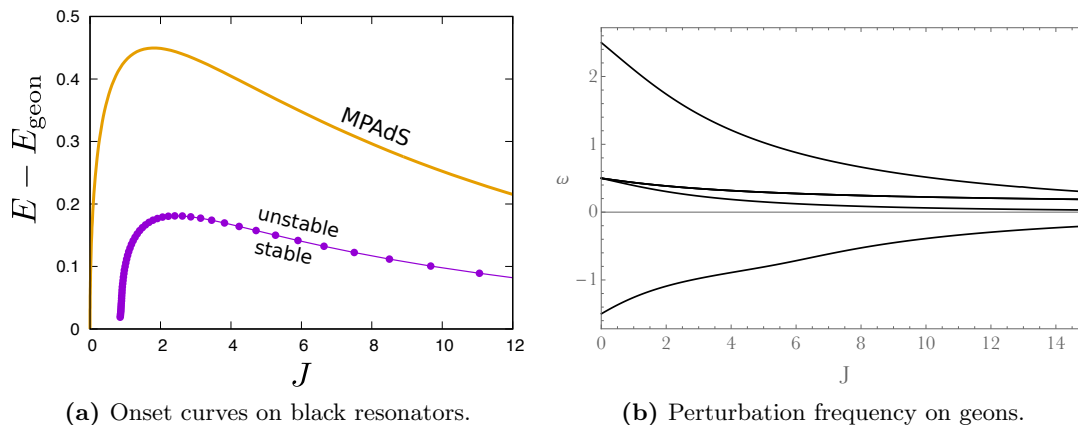 0.5
0.4
0.3
0.2
0.1
0
E − E_geon
MPAdS
unstable
stable
0 2 4 6 8 10 12
J
(a) Onset curves on black resonators.
2
1
0
−1
ω
0 2 4 6 8 10 12 14
J
(b) Perturbation frequency on geons.